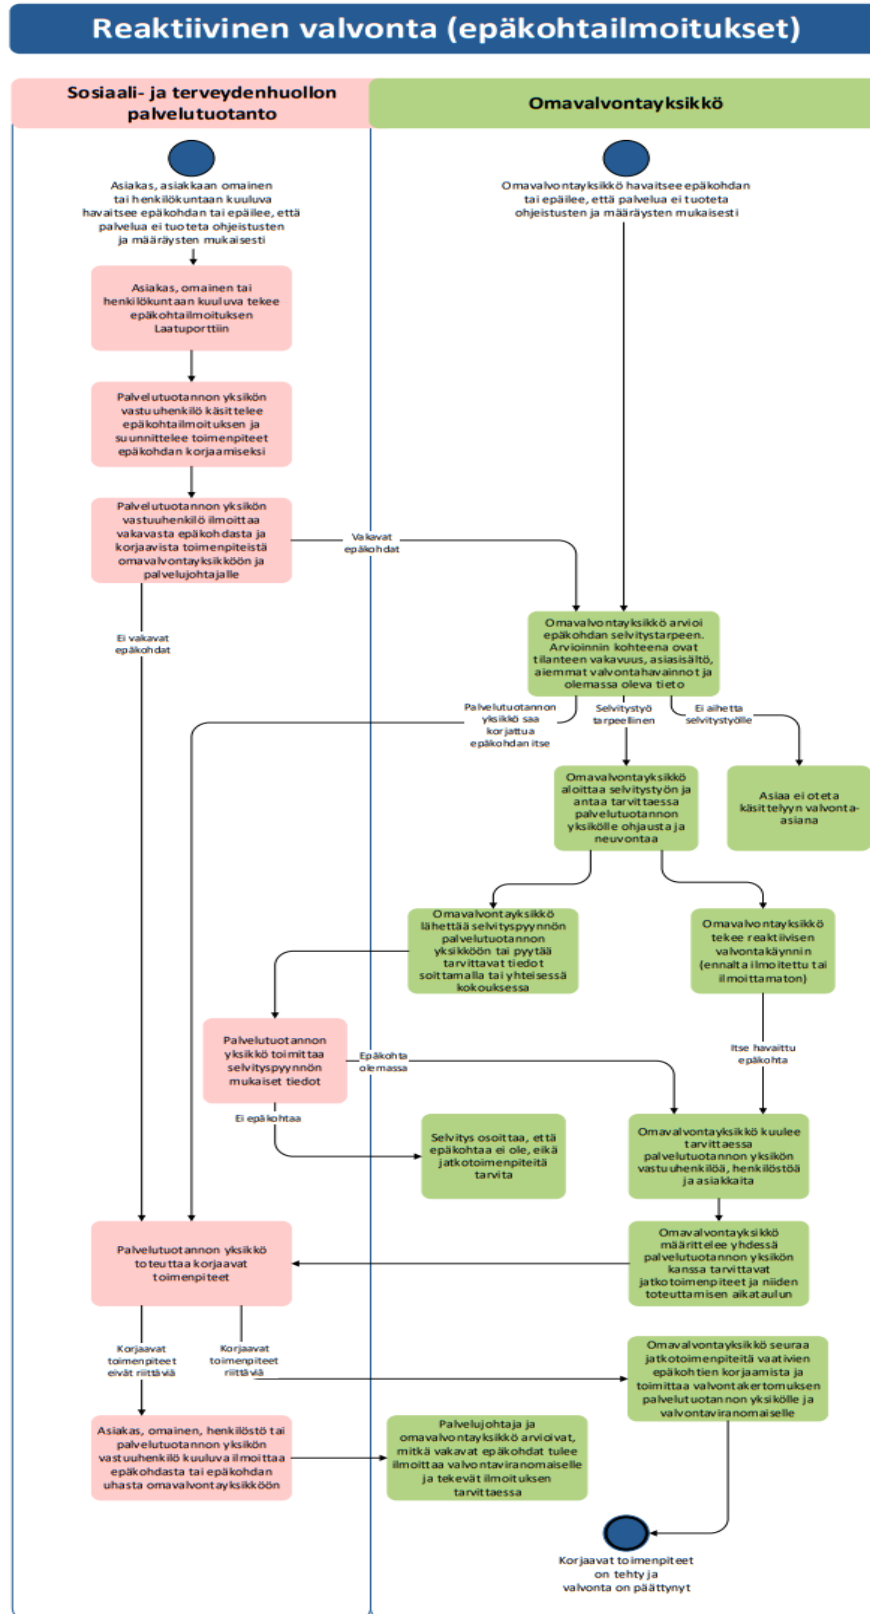 Reaktiivinen valvonta (epäkohtailmoitukset)
Sosiaali- ja terveydenhuollon
palvelutuotanto
Omavalvontayksikkö
Asiakas, asiakkaan omainen
tai henkilökuntaan kuuluva
havaitsee epäkohdan tai epäilee, että
palvelua ei tuoteta ohjeistusten
ja määräysten mukaisesti
Omavalvontayksikkö havaitsee epäkohdan
tai epäilee, että palvelua ei tuoteta
ohjeistusten ja määräysten mukaisesti
Asiakas, omainen tai
henkilökuntaan kuuluva tekee
epäkohtailmoituksen
Laatuporttiin
Palvelutuotannon yksikön
vastuuhenkilö käsittelee
epäkohtailmoituksen ja
suunnittelee toimenpiteet
epäkohdan korjaamiseksi
Palvelutuotannon yksikön
vastuuhenkilö ilmoittaa
vakavasta epäkohdasta ja
korjaavista toimenpiteistä
omavalvontayksikköön ja
palvelujohtajalle
Vakavat
epäkohdat
Ei vakavat
epäkohdat
Omavalvontayksikkö arvioi
epäkohdan selvitystarpeen.
Arvioinnin kohteena ovat
tilanteen vakavuus, asiasisältö,
aiemmat valvontahavainnot ja
olemassa oleva tieto
Palvelutuotannon
yksikkö saa
korjattua
epäkohdan itse
Selvitystyö
tarpeellinen
Ei aihetta
selvitystyölle
Omavalvontayksikkö
aloittaa selvitystyön ja
antaa tarvittaessa
palvelutuotannon
yksikölle ohjausta ja
neuvontaa
Asiaa ei oteta
käsittelyyn valvonta-
asiana
Omavalvontayksikkö
lähettää selvityspyynnön
palvelutuotannon
yksikköön tai pyytää
tarvittavat tiedot
soittamalla tai yhteisessä
kokouksessa
Omavalvontayksikkö
tekee reaktiivisen
valvontakäynnin
(ennalta ilmoitettu tai
ilmoittamaton)
Palvelutuotannon
yksikkö toimittaa
selvityspyynnön
mukaiset tiedot
Epäkohta
olemassa
Itse havaittu
epäkohta
Ei epäkohtaa
Selvitys osoittaa, että
epäkohtaa ei ole, eikä
jatkotoimenpiteitä
tarvita
Omavalvontayksikkö kuulee
tarvittaessa
palvelutuotannon yksikön
vastuuhenkilöä, henkilöstöä
ja asiakkaita
Palvelutuotannon yksikkö
toteuttaa korjaavat
toimenpiteet
Omavalvontayksikkö
määrittelee yhdessä
palvelutuotannon yksikön
kanssa tarvittavat
jatkotoimenpiteet ja niiden
toteuttamisen aikataulun
Korjaavat
toimenpiteet
eivät riittäviä
Korjaavat
toimenpiteet
riittäviä
Omavalvontayksikkö seuraa
jatkotoimenpiteitä vaativien
epäkohtien korjaamista ja
toimittaa valvontakertomuksen
palvelutuotannon yksikölle ja
valvontaviranomaiselle
Asiakas, omainen, henkilöstö tai
palvelutuotannon yksikön
vastuuhenkilö kuuluva ilmoittaa
epäkohdasta tai epäkohdan
uhasta omavalvontayksikköön
Palvelujohtaja ja
omavalvontayksikkö arvioivat,
mitkä vakavat epäkohdat tulee
ilmoittaa valvontaviranomaiselle
ja tekevät ilmoituksen
tarvittaessa
Korjaavat toimenpiteet
on tehty ja
valvonta on päättynyt